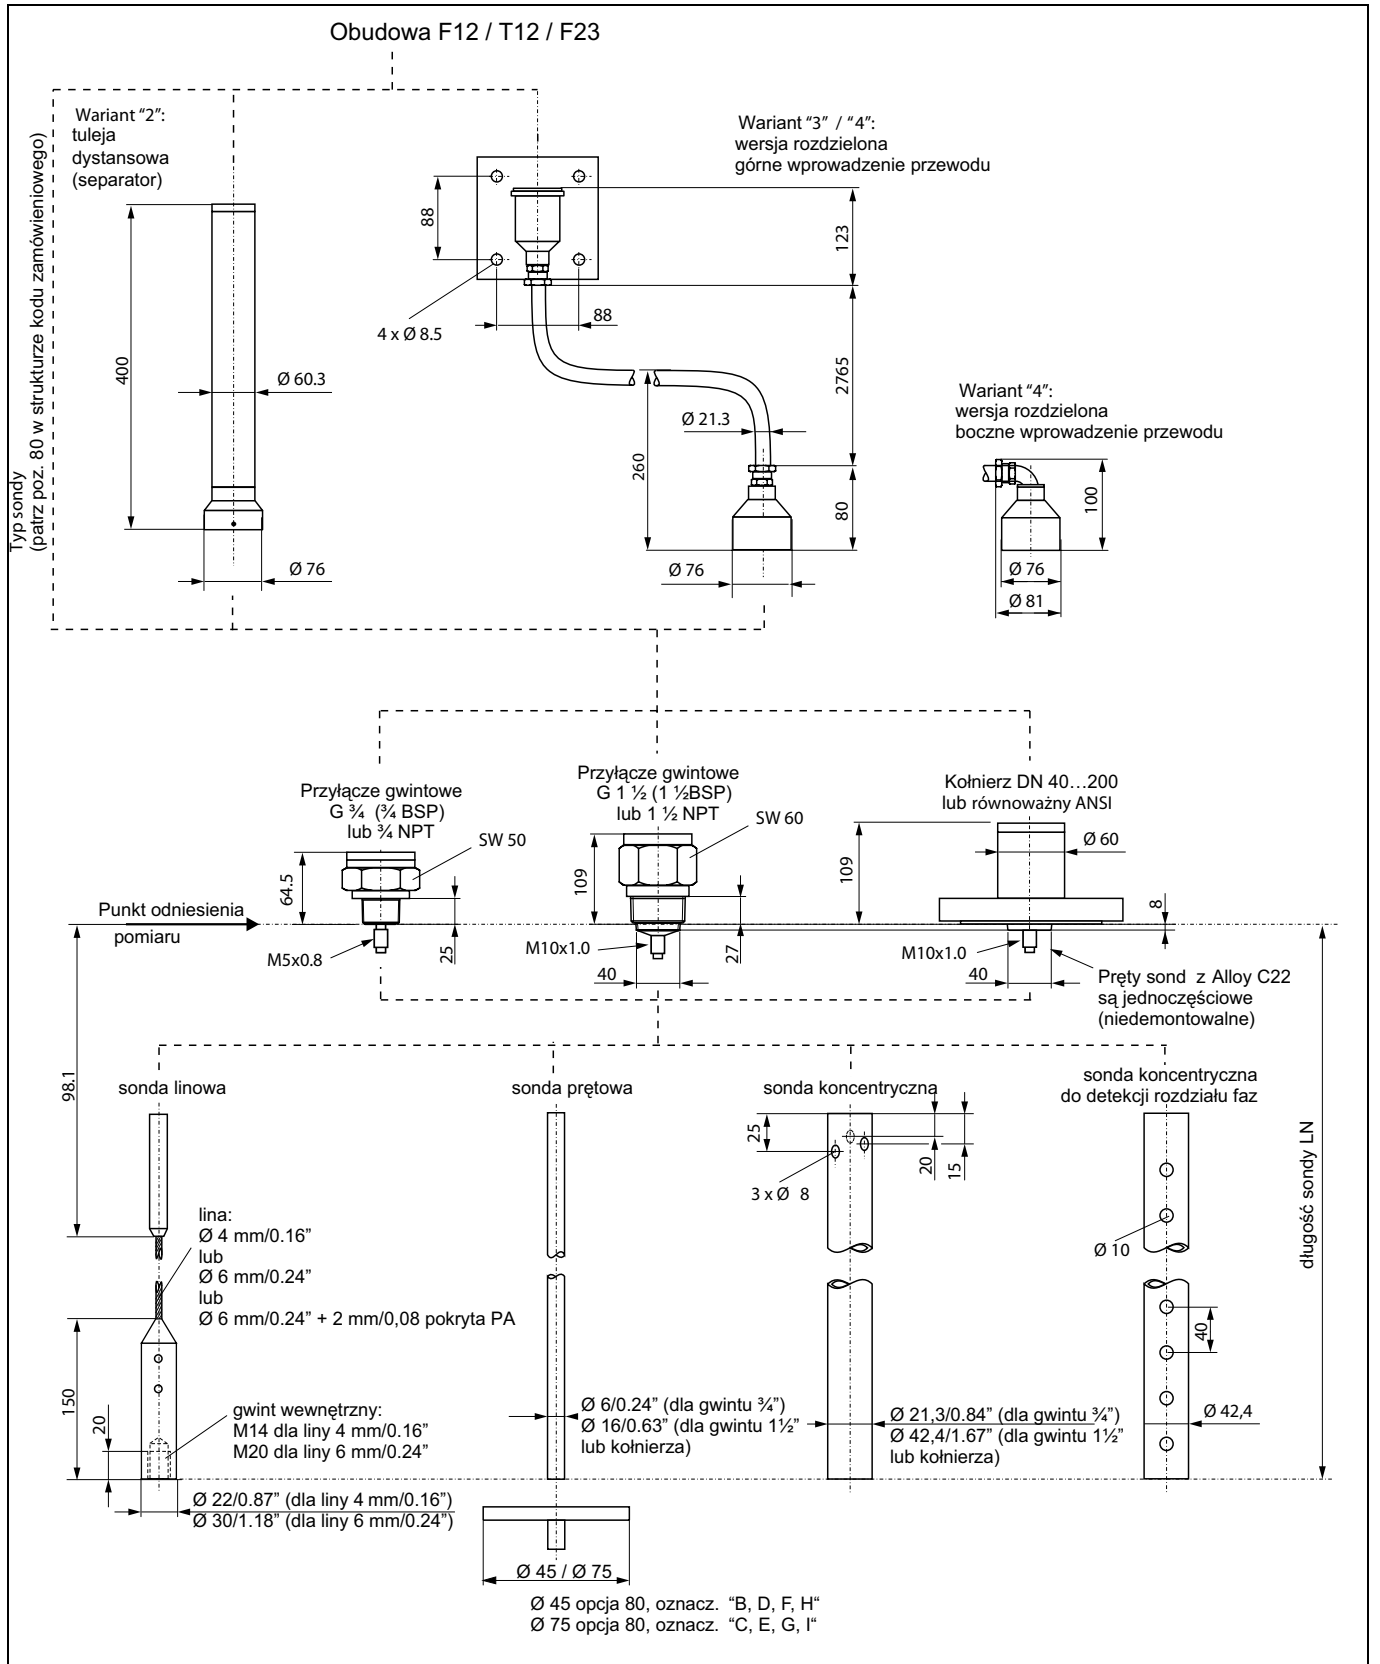 Obudowa F12 / T12 / F23
Typ sondy
(patrz poz. 80 w strukturze kodu zamówieniowego)
Wariant “2”:
tuleja
dystansowa
(separator)
400
Ø 60.3
Ø 76
Wariant “3” / “4”:
wersja rozdzielona
górne wprowadzenie przewodu
88
4 x Ø 8.5
88
123
2765
Ø 21.3
260
80
Ø 76
Wariant “4”:
wersja rozdzielona
boczne wprowadzenie przewodu
100
Ø 76
Ø 81
Przyłącze gwintowe
G ¾ (¾ BSP)
lub ¾ NPT
SW 50
64.5
M5x0.8
25
Przyłącze gwintowe
G 1 ½ (1 ½BSP)
lub 1 ½ NPT
SW 60
109
M10x1.0
40
27
Kołnierz DN 40…200
lub równoważny ANSI
109
Ø 60
8
M10x1.0
40
Pręty sond z Alloy C22
są jednoczęściowe
(niedemontowalne)
Punkt odniesienia
pomiaru
98.1
długość sondy LN
sonda linowa
lina:
Ø 4 mm/0.16”
lub
Ø 6 mm/0.24”
lub
Ø 6 mm/0.24” + 2 mm/0,08 pokryta PA
150
20
gwint wewnętrzny:
M14 dla liny 4 mm/0.16”
M20 dla liny 6 mm/0.24”
Ø 22/0.87” (dla liny 4 mm/0.16”)
Ø 30/1.18” (dla liny 6 mm/0.24”)
sonda prętowa
Ø 6/0.24” (dla gwintu ¾”)
Ø 16/0.63” (dla gwintu 1½”
lub kołnierza)
Ø 45 / Ø 75
Ø 45 opcja 80, oznacz. “B, D, F, H“
Ø 75 opcja 80, oznacz. “C, E, G, I“
sonda koncentryczna
25
20
15
3 x Ø 8
Ø 21,3/0.84” (dla gwintu ¾”)
Ø 42,4/1.67” (dla gwintu 1½”
lub kołnierza)
sonda koncentryczna
do detekcji rozdziału faz
Ø 10
40
Ø 42,4